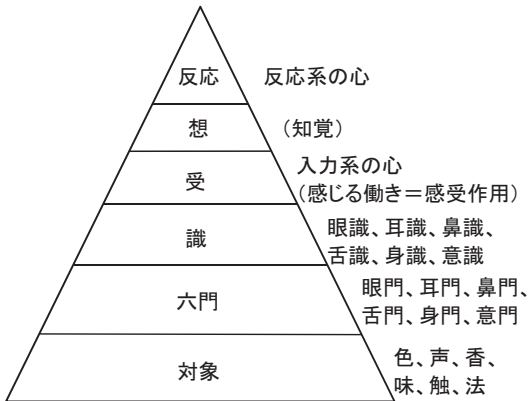 反応 反応系の心
想 （知覚）
受 入力系の心
(感じる働き＝感受作用)
識 眼識、耳識、鼻識、
舌識、身識、意識
六門 眼門、耳門、鼻門、
舌門、身門、意門
対象 色、声、香、
味、触、法